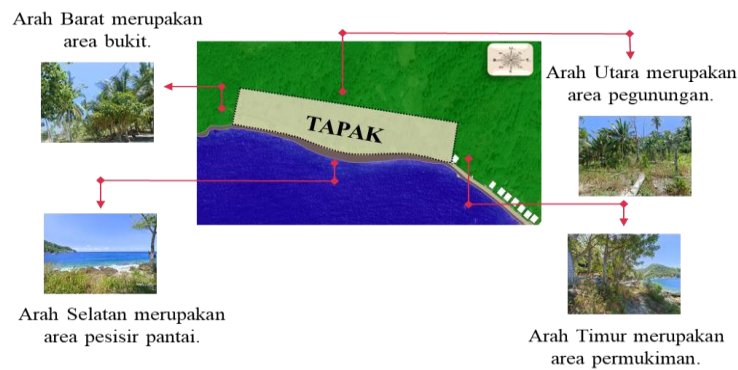 Arah Barat merupakan
area bukit.
Arah Utara merupakan
area pegunungan.
TAPAK
Arah Selatan merupakan
area pesisir pantai.
Arah Timur merupakan
area permukiman.